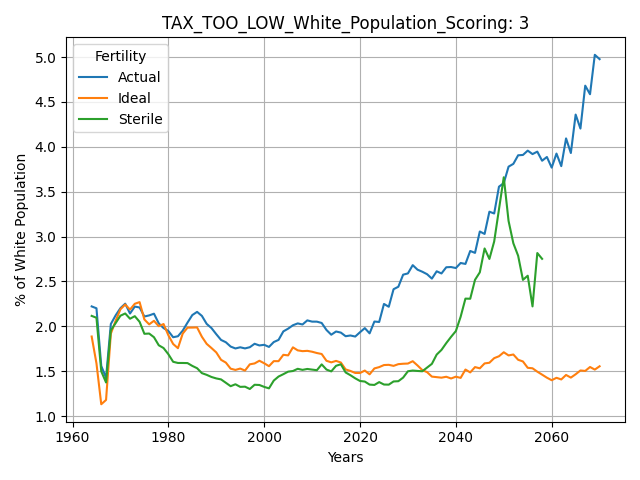 TAX_TOO_LOW_White_Population_Scoring: 3
Fertility
Actual
Ideal
Sterile
% of White Population
5.0
4.5
4.0
3.5
3.0
2.5
2.0
1.5
1.0
1960 1980 2000 2020 2040 2060
Years